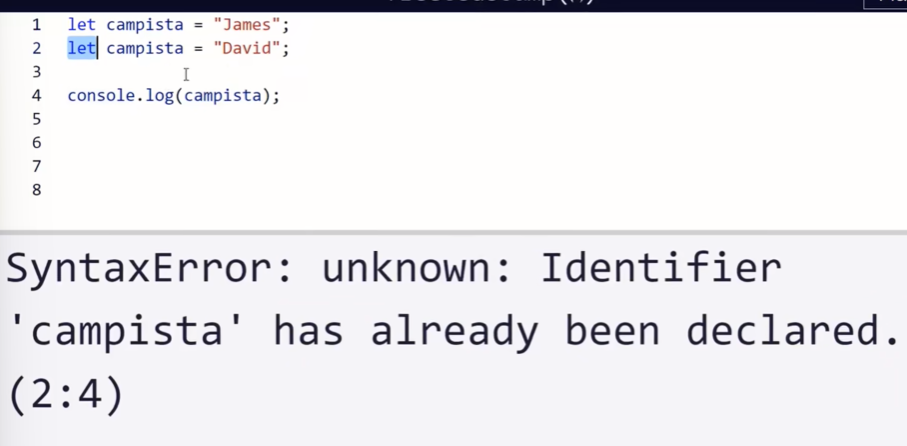 1 let campista = "James";
2 let campista = "David";
3
4 console.log(campista);
5
6
7
8
SyntaxError: unknown: Identifier
'campista' has already been declared.
(2:4)